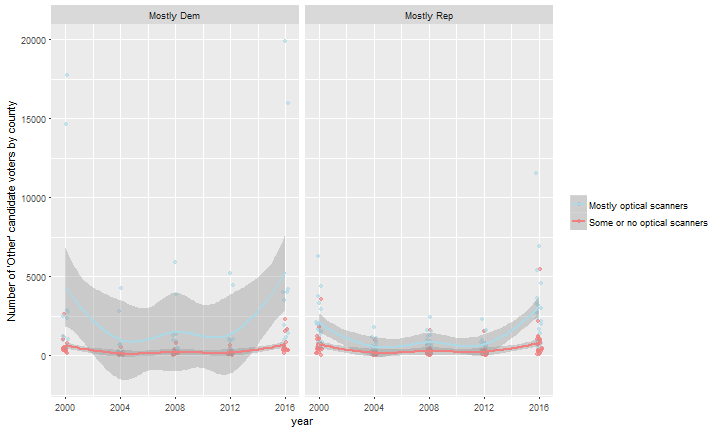 Mostly Dem Mostly Rep
20000
15000
10000
5000
0
Number of 'Other' candidate voters by county
2000 2004 2008 2012 2016 2000 2004 2008 2012 2016
year
Mostly optical scanners
Some or no optical scanners